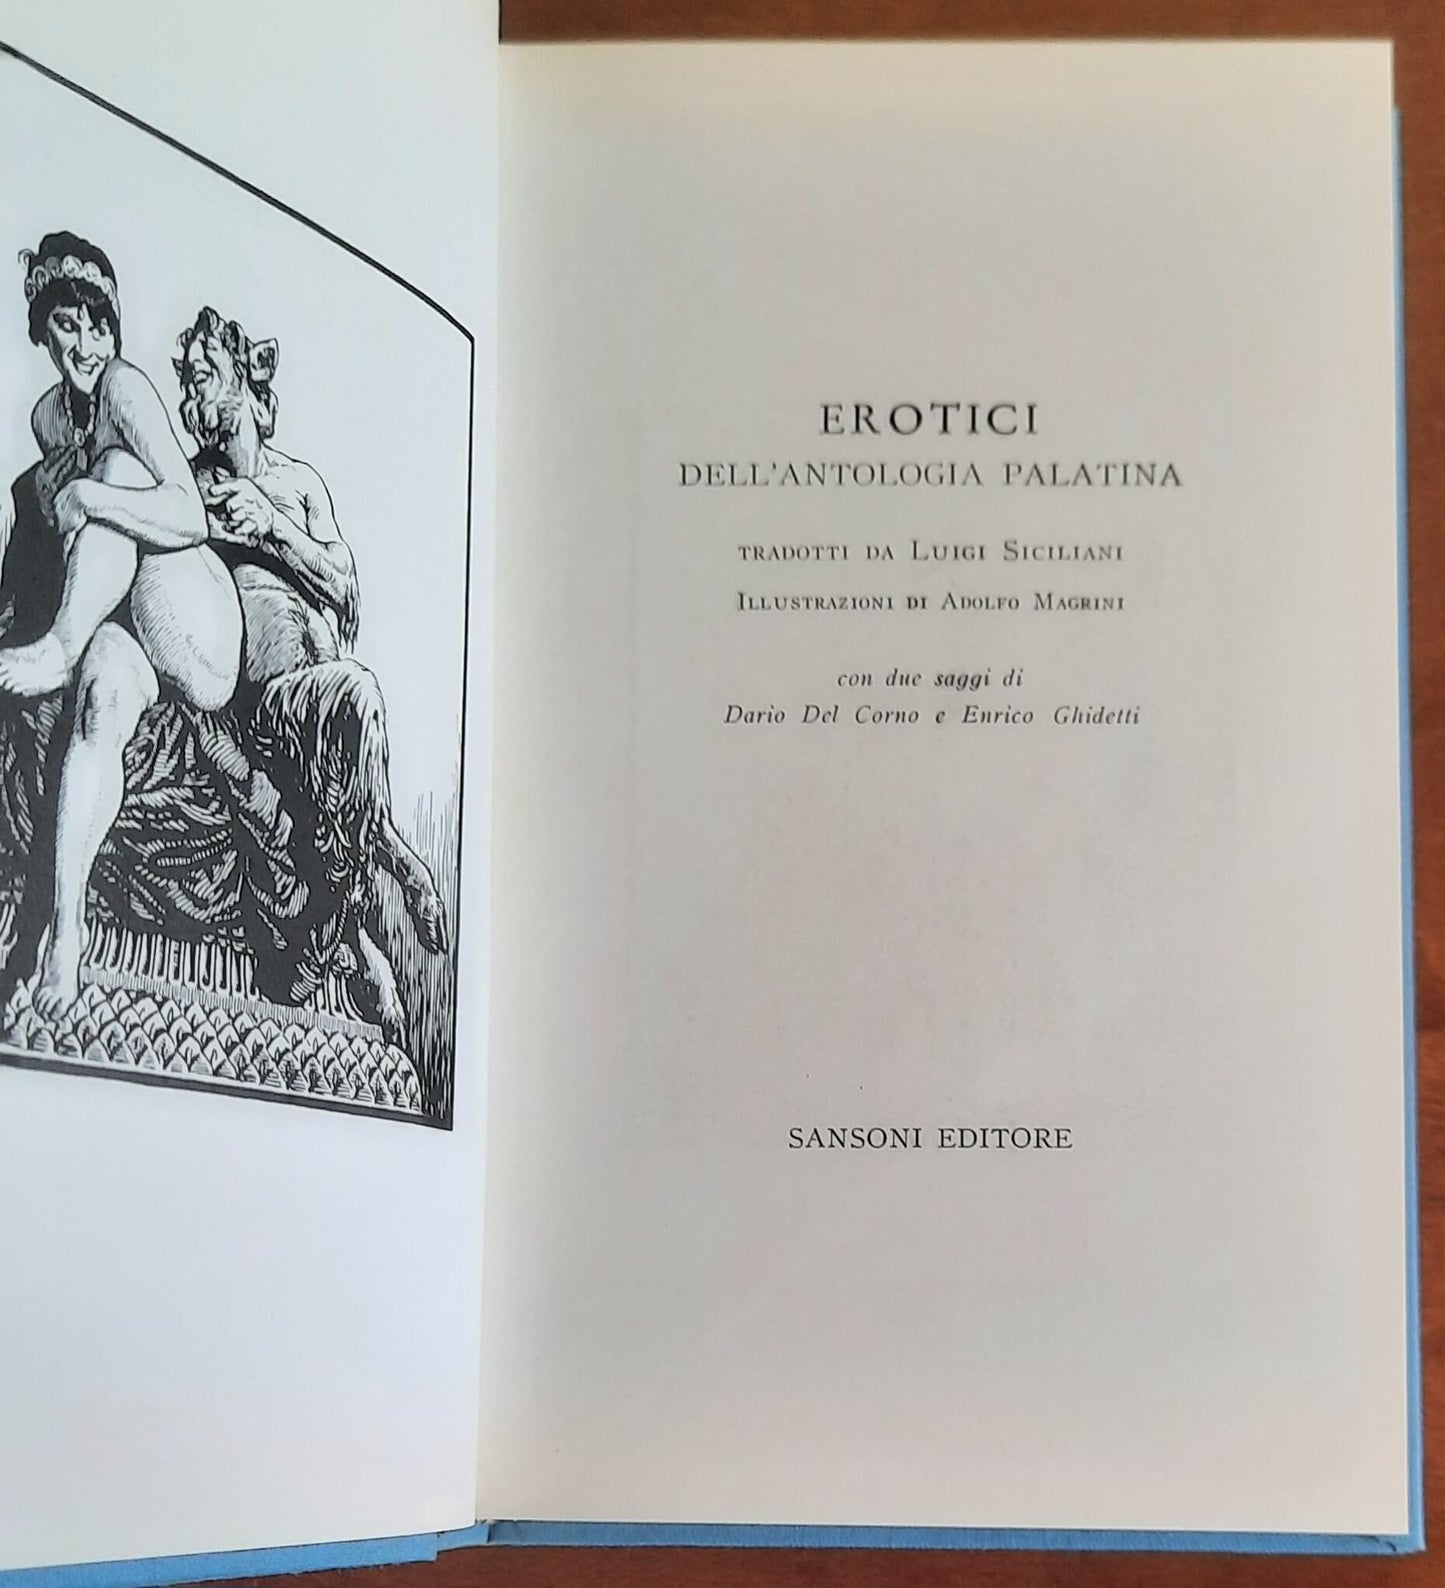 EROTICI
DELL'ANTOLOGIA PALATINA
TRADOTTI DA LUIGI SICILIANI
ILLUSTRAZIONI DI ADOLFO MAGRINI
con due saggi di
Dario Del Corno e Enrico Ghidetti
SANSONI EDITORE